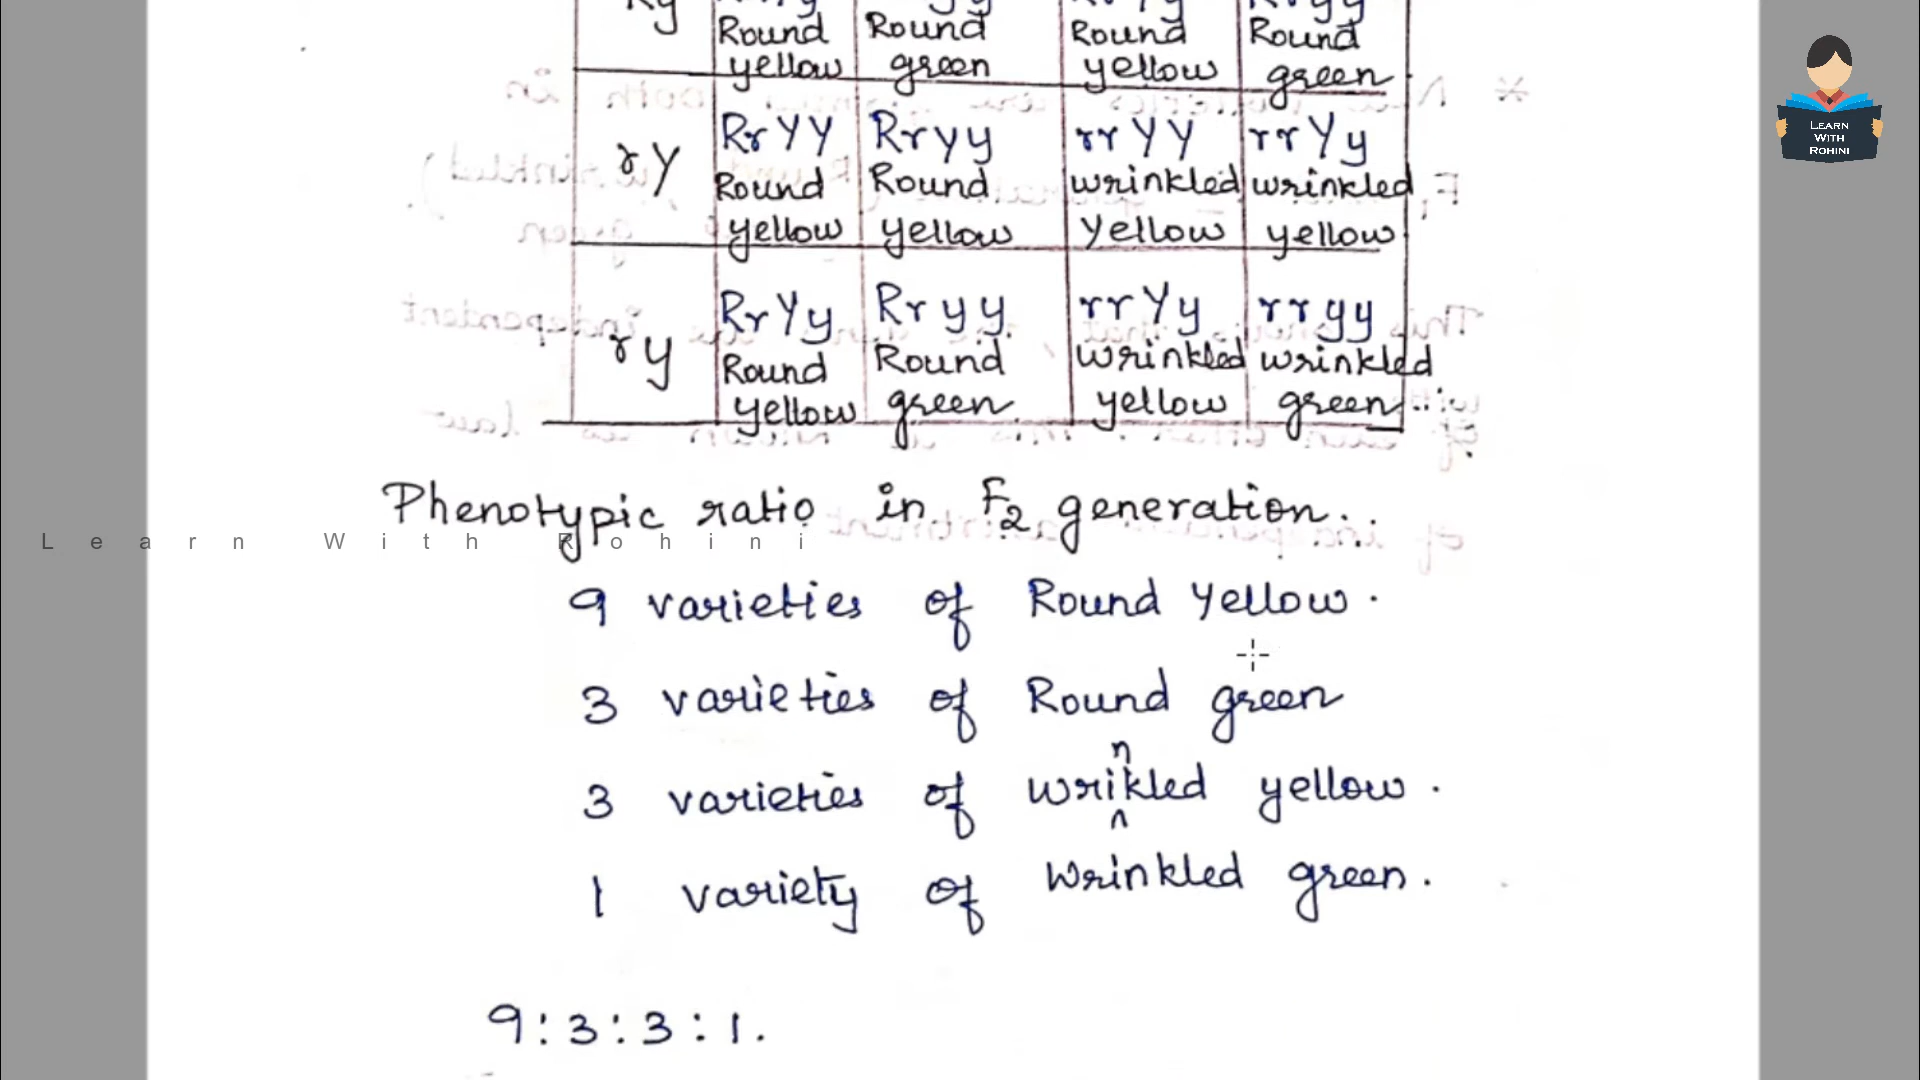 Ry
Round Round Round Round
yellow green yellow green
rY RrYY Rryy rrYY rrYy
Round Round wrinkled wrinkled
yellow yellow Yellow yellow
ry RrYy Rryy rrYy rryy
Round Round wrinkled wrinkled
yellow green yellow green
Phenotypic ratio in F2 generation..
Learn With Rohini
9 varieties of Round Yellow.
3 varieties of Round green
3 varieties of wrinkled yellow.
1 variety of Wrinkled green.
9:3:3:1.
LEARN
WITH
ROHINI